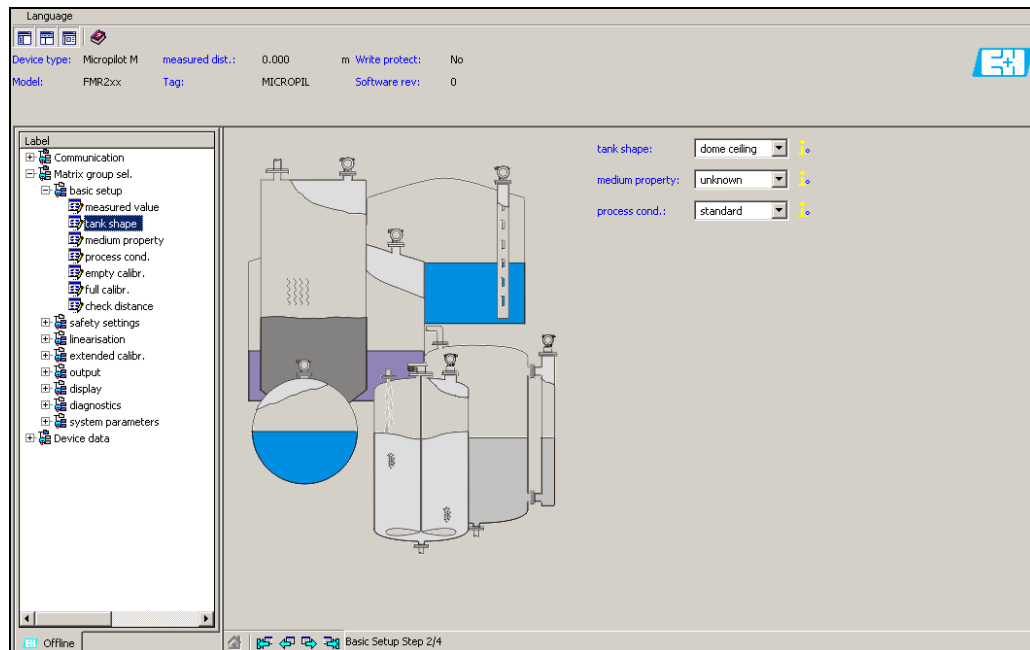 Language
Device type: Micropilot M measured dist.: 0.000 m Write protect: No
Model: FMR2xx Tag: MICROPIL Software rev: 0
E+H
Label
Communication
Matrix group sel.
basic setup
measured value
tank shape
medium property
process cond.
empty calibr.
full calibr.
check distance
safety settings
linearisation
extended calibr.
output
display
diagnostics
system parameters
Device data
tank shape: dome ceiling
medium property: unknown
process cond.: standard
EH Offline
Basic Setup Step 2/4